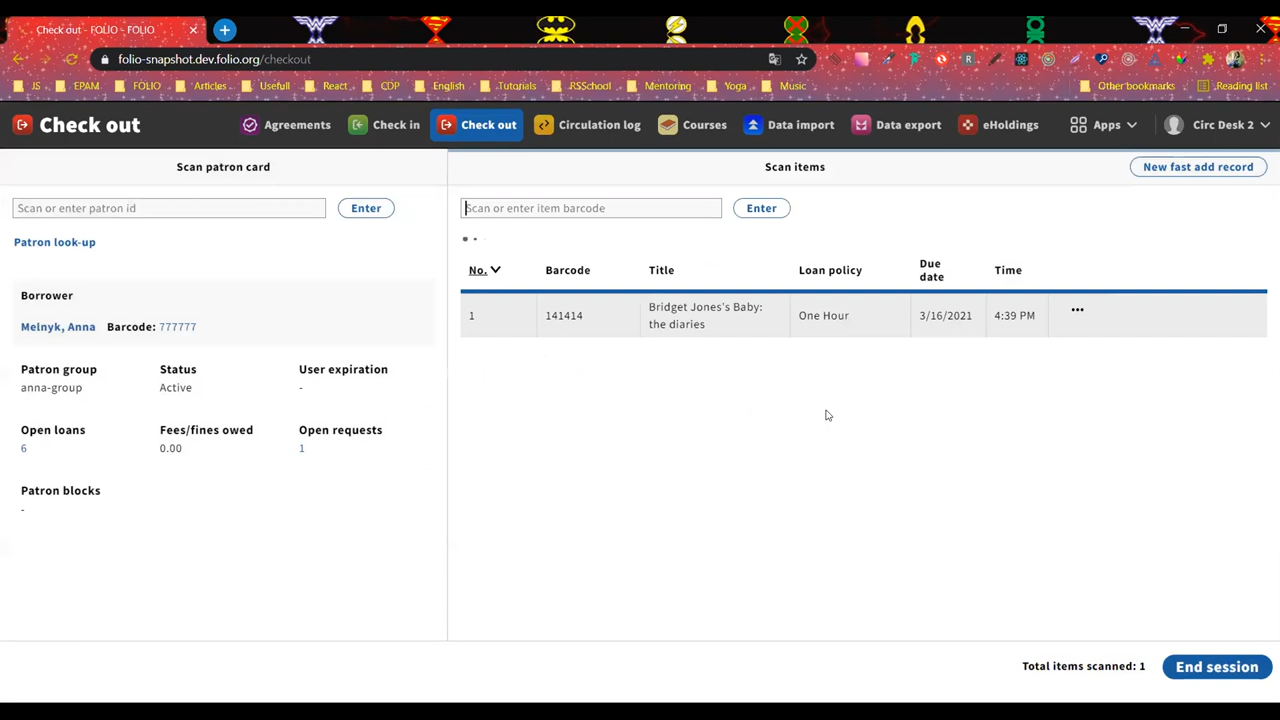 Check out - FOLIO - FOLIO
folio-snapshot.dev.folio.org/checkout
JS EPAM FOLIO Articles Usefull React CDP English Tutorials RSSchool Mentoring Yoga Music Other bookmarks Reading list
Check out Agreements Check in Check out Circulation log Courses Data import Data export eHoldings Apps Circ Desk 2
Scan patron card
Scan or enter patron id Enter
Patron look-up
Borrower
Melnyk, Anna Barcode: 777777
Patron group Status User expiration
anna-group Active -
Open loans Fees/fines owed Open requests
6 0.00 1
Patron blocks
-
Scan items New fast add record
Scan or enter item barcode Enter
No. Barcode Title Loan policy Due date Time
1 141414 Bridget Jones's Baby: the diaries One Hour 3/16/2021 4:39 PM •••
Total items scanned: 1 End session